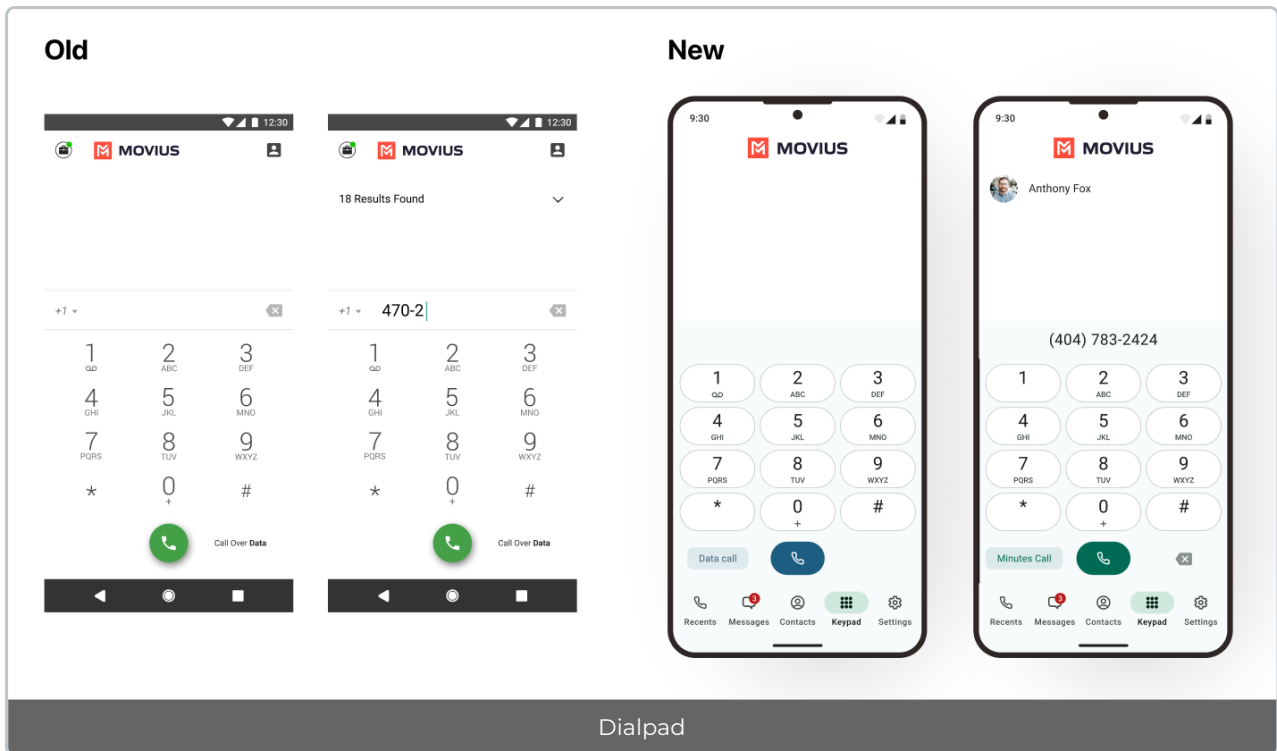 Old
12:30
MOVIUS
+1
1 2 3
ABC DEF
4 5 6
GHI JKL MNO
7 8 9
PQRS TUV WXYZ
* 0 #
+
Call Over Data
12:30
MOVIUS
18 Results Found
+1 470-2
1 2 3
ABC DEF
4 5 6
GHI JKL MNO
7 8 9
PQRS TUV WXYZ
* 0 #
+
Call Over Data
New
9:30
MOVIUS
1 2 3
ABC DEF
4 5 6
GHI JKL MNO
7 8 9
PQRS TUV WXYZ
* 0 #
+
Data call
3
Recents Messages Contacts Keypad Settings
9:30
MOVIUS
Anthony Fox
(404) 783-2424
1 2 3
ABC DEF
4 5 6
GHI JKL MNO
7 8 9
PQRS TUV WXYZ
* 0 #
+
Minutes Call
3
Recents Messages Contacts Keypad Settings
Dialpad